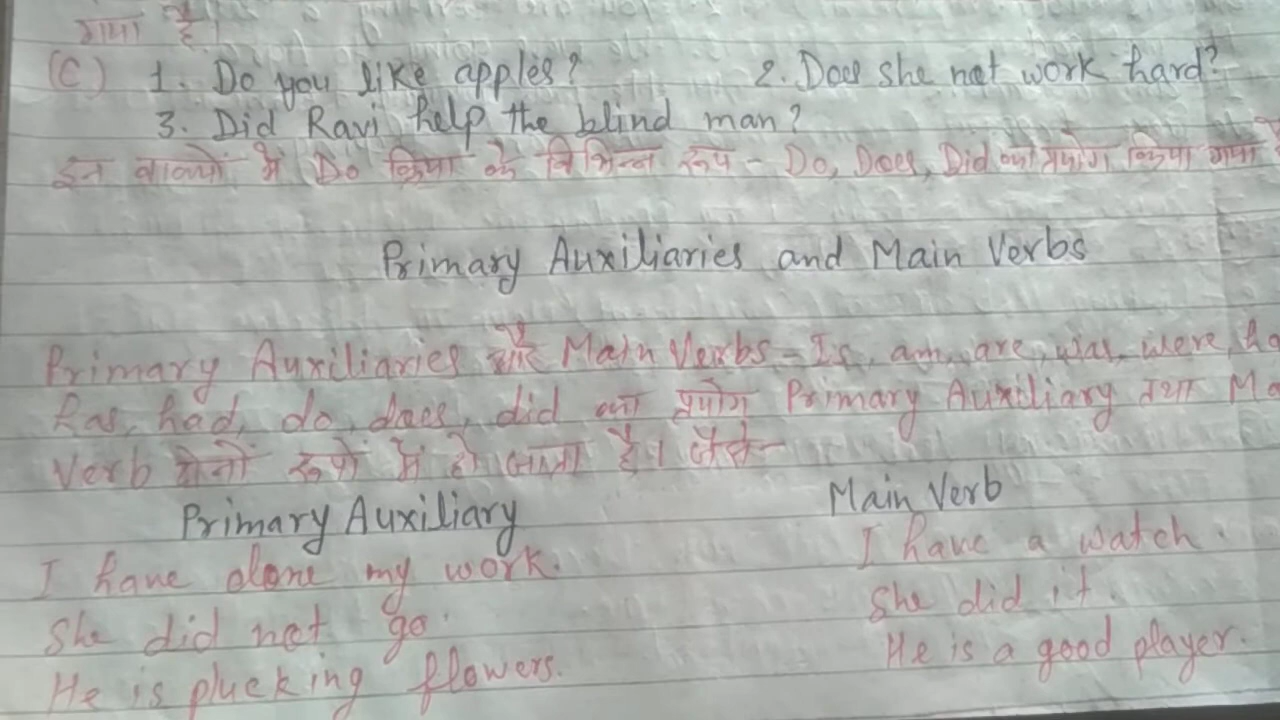 गया है।
(C) 1. Do you like apples? 2. Does she not work hard?
3. Did Ravi help the blind man?
इन वाक्यों में Do क्रिया के विभिन्न रूप - Do, Does, Did का प्रयोग किया गया है
Primary Auxiliaries and Main Verbs
Primary Auxiliaries और Main Verbs - Is, am, are, was, were, ha
has, had, do, does, did का प्रयोग Primary Auxiliary तथा Ma
Verb दोनों रूपों में हो जाता है। जैसे-
Primary Auxiliary Main Verb
I have done my work. I have a watch.
She did not go. She did it.
He is plucking flowers. He is a good player.